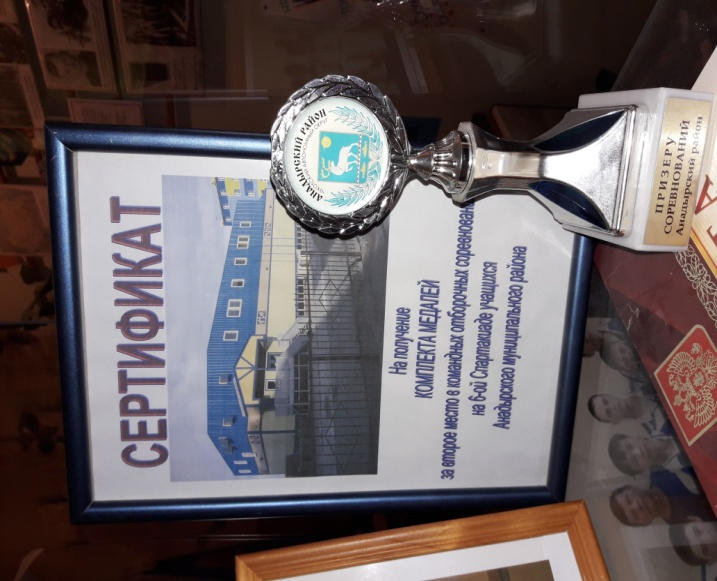 СЕРТИФИКАТ
На получение
КОМПЛЕКТА МЕДАЛЕЙ
за второе место в командных отборочных соревнован
на 6-ой Спартакиаде учащихся
Анадырского муниципального района
АНАДЫРСКИЙ РАЙОН
ПРИЗЕРУ
СОРЕВНОВАНИЙ
Анадырский район
А